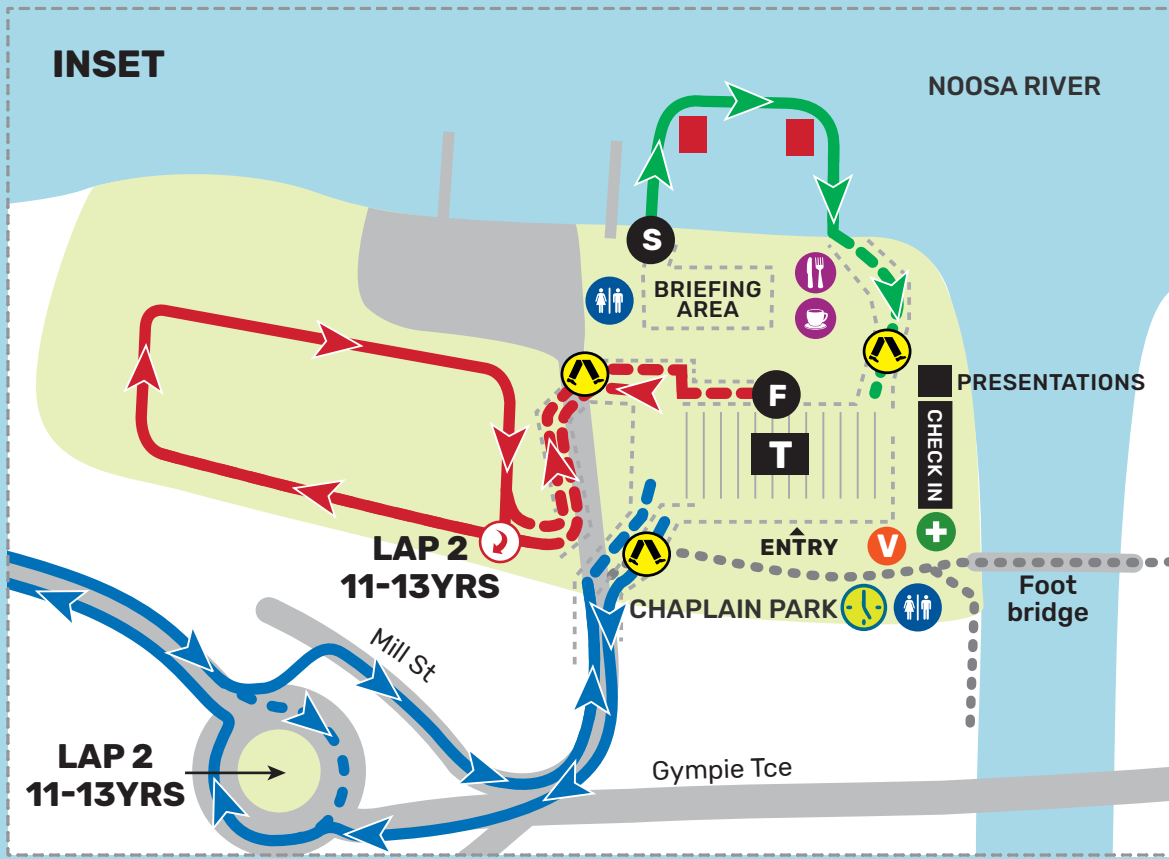 INSET
NOOSA RIVER
S
BRIEFING
AREA
PRESENTATIONS
F
CHECK IN
T
LAP 2
11-13YRS
ENTRY
V
CHAPLAIN PARK
Foot
bridge
Mill St
LAP 2
11-13YRS
Gympie Tce